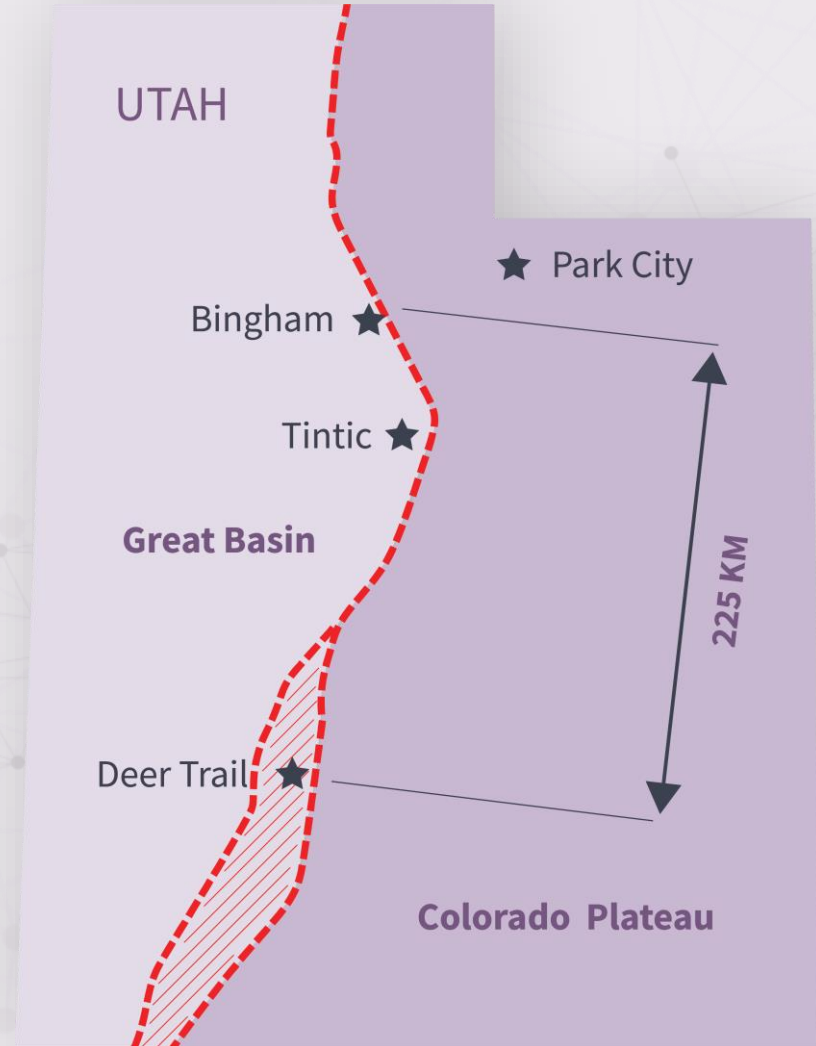 UTAH
Park City
Bingham
Tintic
Great Basin
225 KM
Deer Trail
Colorado Plateau